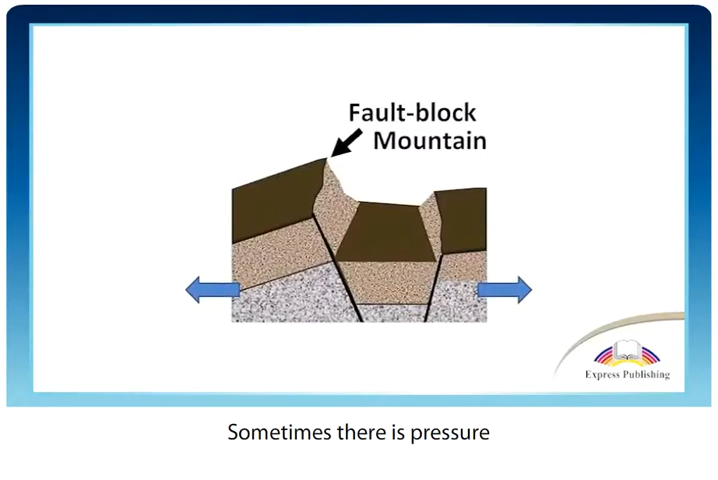 Fault-block
Mountain
Express Publishing
Sometimes there is pressure